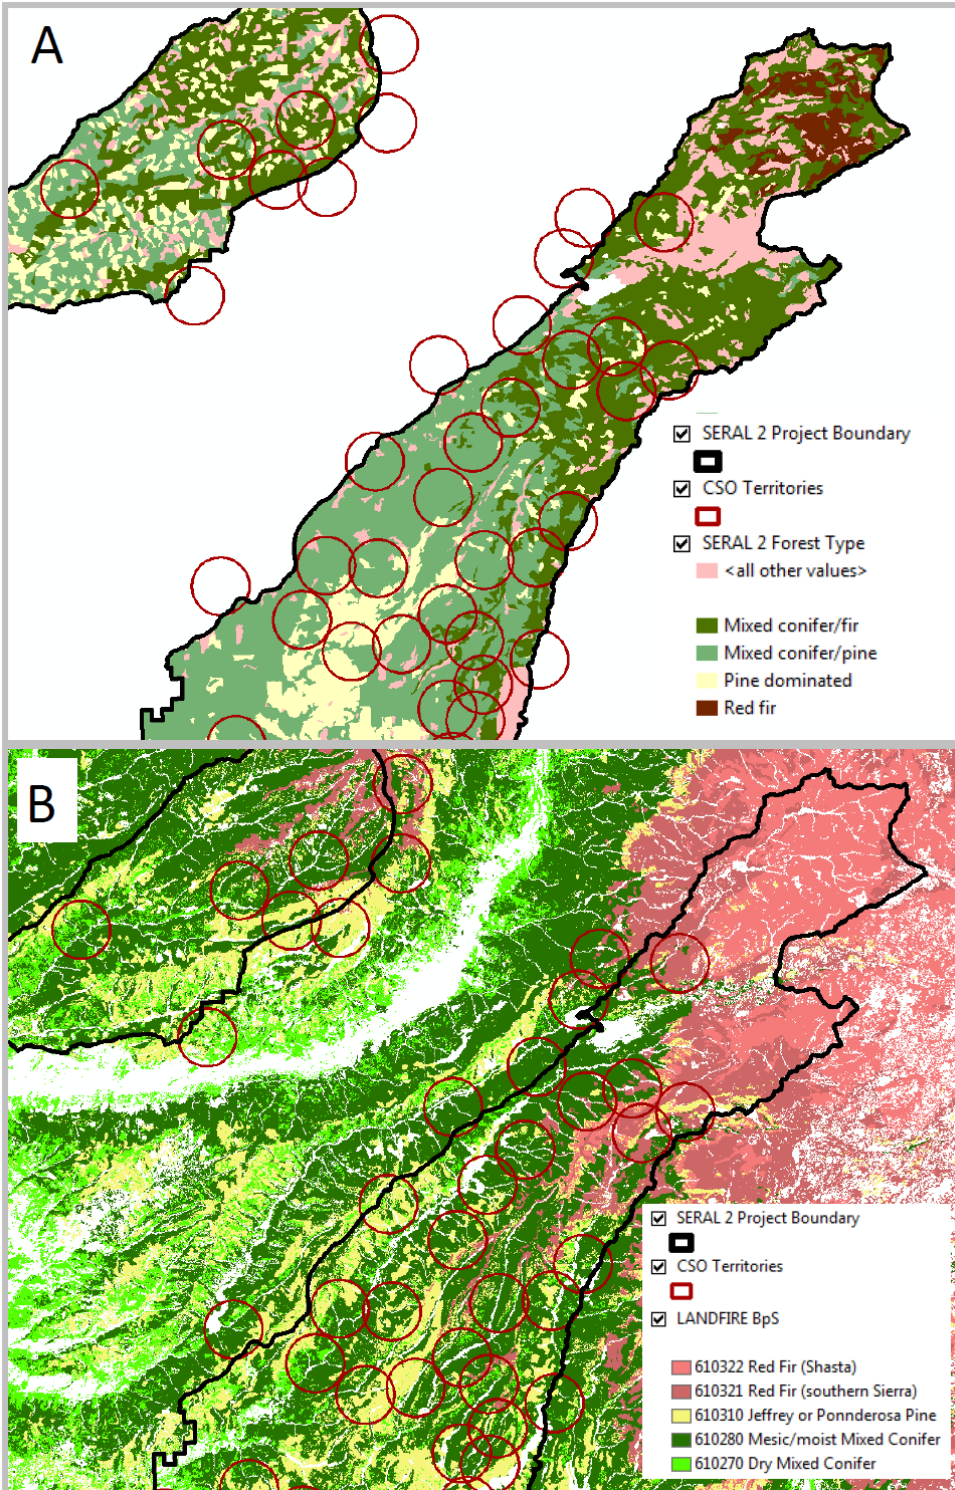 A
SERAL 2 Project Boundary
CSO Territories
SERAL 2 Forest Type
<all other values>
Mixed conifer/fir
Mixed conifer/pine
Pine dominated
Red fir
B
SERAL 2 Project Boundary
CSO Territories
LANDFIRE BpS
610322 Red Fir (Shasta)
610321 Red Fir (southern Sierra)
610310 Jeffrey or Ponnderosa Pine
610280 Mesic/moist Mixed Conifer
610270 Dry Mixed Conifer